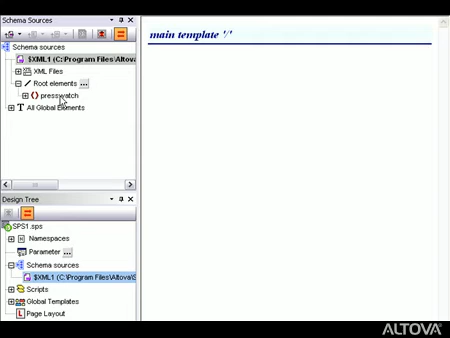 Schema Sources
Schema sources
$XML1 (C:\Program Files\Altova
XML Files
Root elements ...
presswatch
All Global Elements
Design Tree
SPS1.sps
Namespaces
Parameter ...
Schema sources
$XML1 (C:\Program Files\Altova\S
Scripts
Global Templates
Page Layout
main template '/'
ALTOVA®